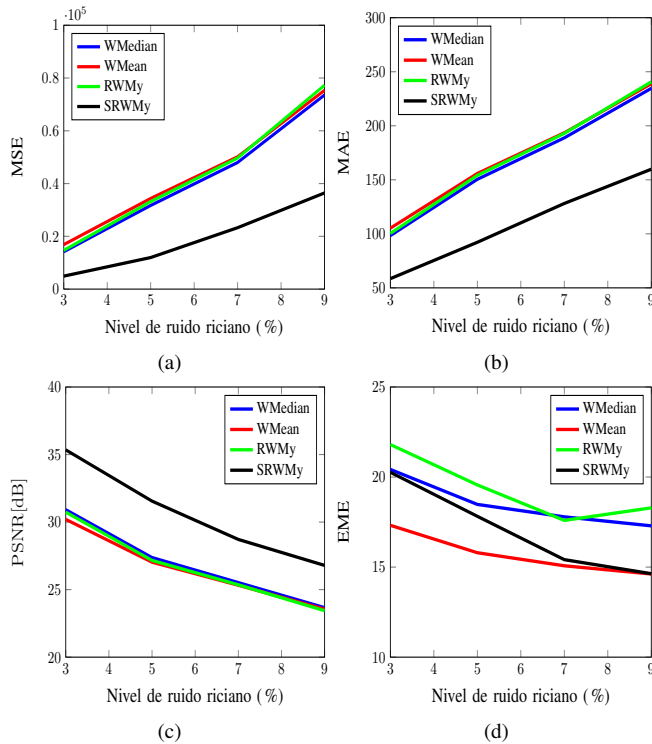 ·10⁵
1
0.8
0.6
0.4
0.2
0
MSE
WMedian
WMean
RWMy
SRWMy
3 4 5 6 7 8 9
Nivel de ruido riciano (%)
(a)
300
250
200
150
100
50
MAE
WMedian
WMean
RWMy
SRWMy
3 4 5 6 7 8 9
Nivel de ruido riciano (%)
(b)
40
35
30
25
20
PSNR[dB]
WMedian
WMean
RWMy
SRWMy
3 4 5 6 7 8 9
Nivel de ruido riciano (%)
(c)
25
20
15
10
EME
WMedian
WMean
RWMy
SRWMy
3 4 5 6 7 8 9
Nivel de ruido riciano (%)
(d)